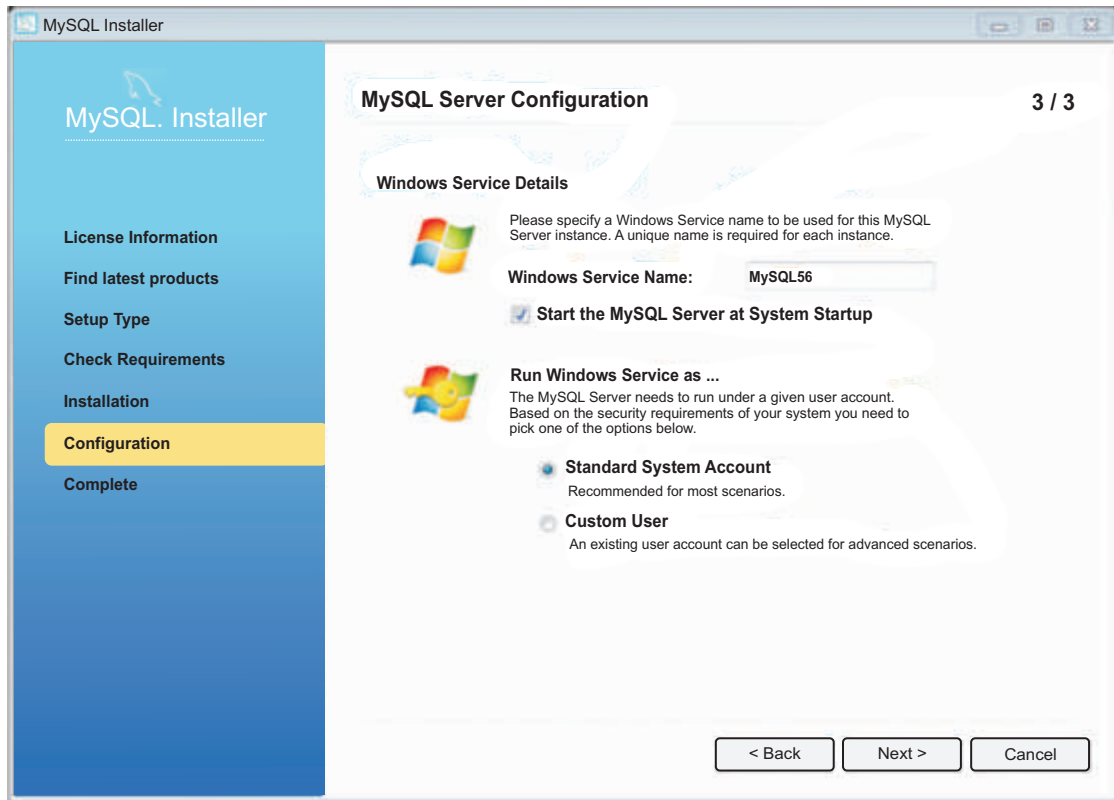 MySQL Installer
MySQL. Installer
License Information
Find latest products
Setup Type
Check Requirements
Installation
Configuration
Complete
MySQL Server Configuration
3 / 3
Windows Service Details
Please specify a Windows Service name to be used for this MySQL
Server instance. A unique name is required for each instance.
Windows Service Name: MySQL56
Start the MySQL Server at System Startup
Run Windows Service as ...
The MySQL Server needs to run under a given user account.
Based on the security requirements of your system you need to
pick one of the options below.
Standard System Account
Recommended for most scenarios.
Custom User
An existing user account can be selected for advanced scenarios.
< Back
Next >
Cancel